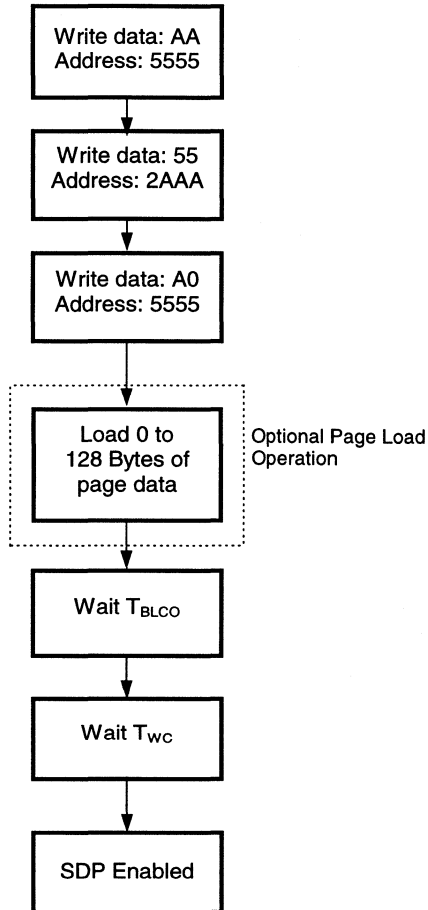 Write data: AA
Address: 5555
Write data: 55
Address: 2AAA
Write data: A0
Address: 5555
Load 0 to
128 Bytes of
page data
Optional Page Load
Operation
Wait TBLCO
Wait TWC
SDP Enabled